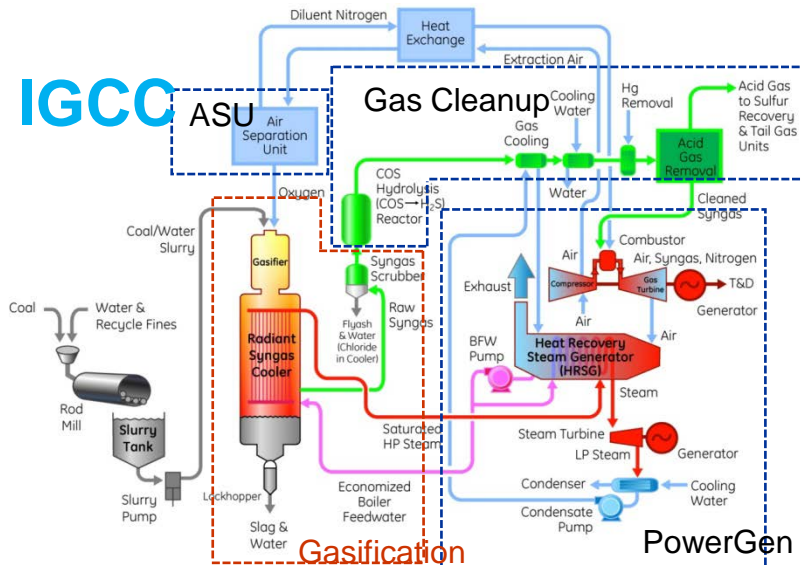 IGCC
Diluent Nitrogen
Heat
Exchange
Extraction Air
ASU
Air
Separation
Unit
Oxygen
Gas Cleanup
Cooling
Water
Hg
Removal
Gas
Cooling
Water
Acid
Gas
Removal
Acid Gas
to Sulfur
Recovery
& Tail Gas
Units
Cleaned
Syngas
COS
Hydrolysis
(COS→H₂S)
Reactor
Coal/Water
Slurry
Gasifier
Syngas
Scrubber
Flyash
& Water
(Chloride
in Cooler)
Raw
Syngas
Coal
Water &
Recycle Fines
Rod
Mill
Slurry
Tank
Slurry
Pump
Radiant
Syngas
Cooler
Lockhopper
Slag &
Water
Saturated
HP Steam
Economized
Boiler
Feedwater
Gasification
Air
Combustor
Air, Syngas, Nitrogen
Compressor
Gas
Turbine
T&D
Generator
Exhaust
Air
Air
BFW
Pump
Heat Recovery
Steam Generator
(HRSG)
Steam
Steam Turbine
LP Steam
Generator
Condenser
Cooling
Water
Condensate
Pump
PowerGen